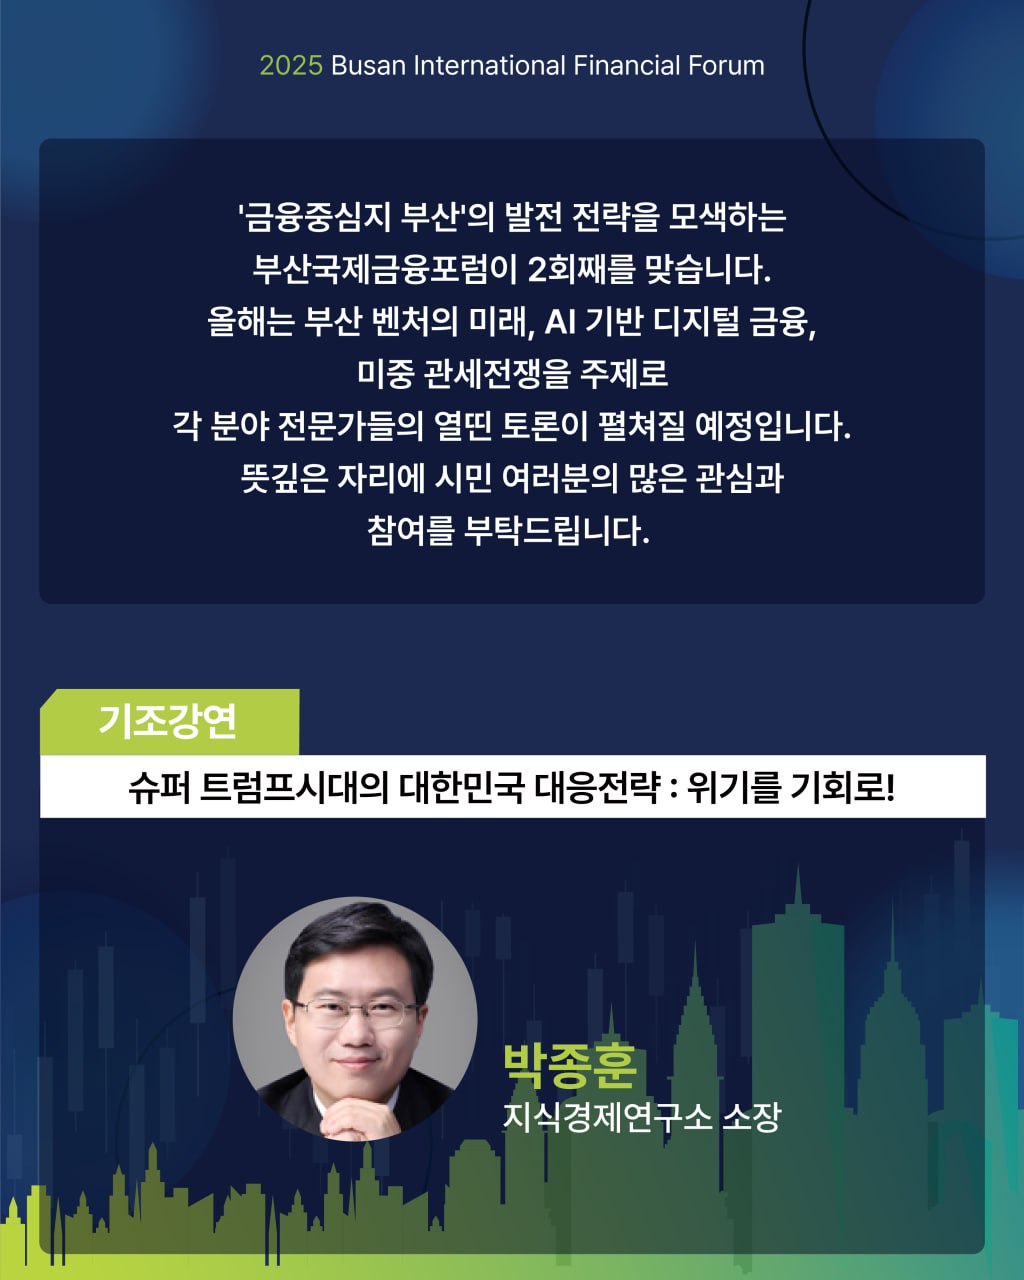 2025 Busan International Financial Forum
'금융중심지 부산'의 발전 전략을 모색하는
부산국제금융포럼이 2회째를 맞습니다.
올해는 부산 벤처의 미래, AI 기반 디지털 금융,
미중 관세전쟁을 주제로
각 분야 전문가들의 열띤 토론이 펼쳐질 예정입니다.
뜻깊은 자리에 시민 여러분의 많은 관심과
참여를 부탁드립니다.
기조강연
슈퍼 트럼프시대의 대한민국 대응전략 : 위기를 기회로!
박종훈
지식경제연구소 소장